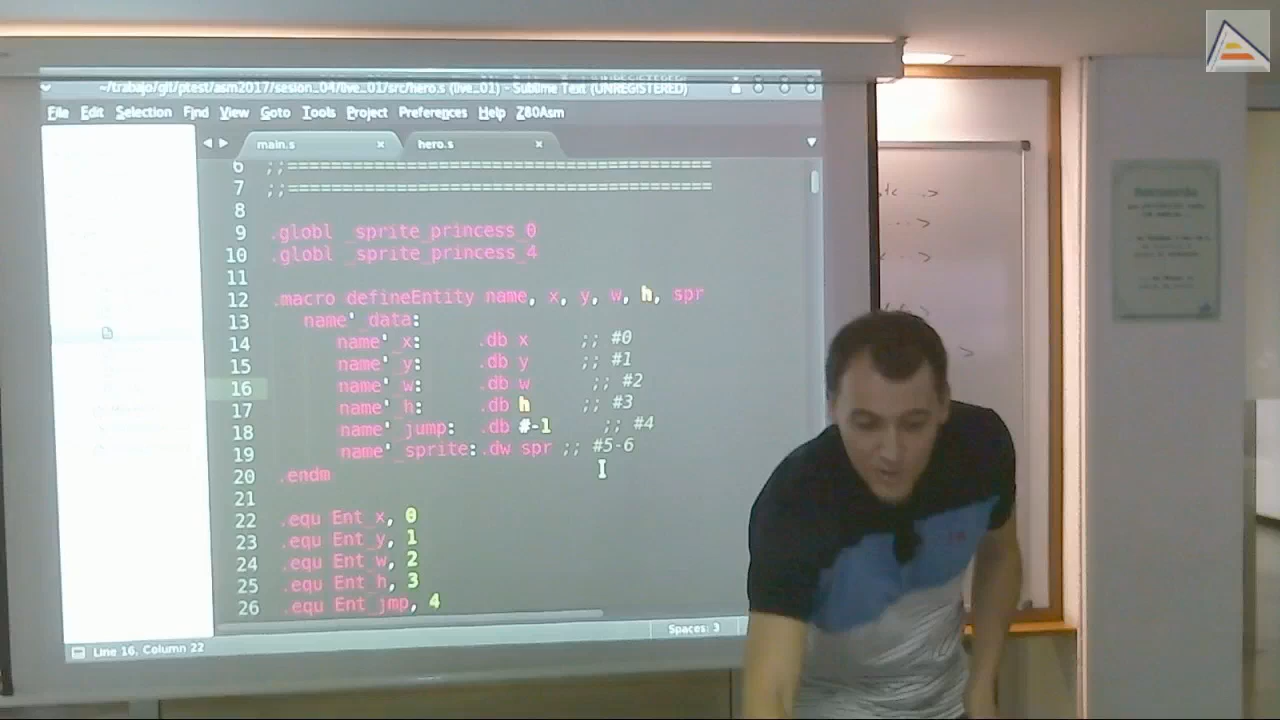 ~/trabajo/git/ptest/asm2017/sesion_04/live_01/src/hero.s (live_01) - Sublime Text (UNREGISTERED)
File Edit Selection Find View Goto Tools Project Preferences Help Z80Asm
main.s × hero.s ×
6 ;;========================================
7 ;;========================================
8
9 .globl _sprite_princess_0
10 .globl _sprite_princess_4
11
12 .macro defineEntity name, x, y, w, h, spr
13 name'_data:
14 name'_x: .db x ;; #0
15 name'_y: .db y ;; #1
16 name'_w: .db w ;; #2
17 name'_h: .db h ;; #3
18 name'_jump: .db #-1 ;; #4
19 name'_sprite: .dw spr ;; #5-6
20 .endm
21
22 .equ Ent_x, 0
23 .equ Ent_y, 1
24 .equ Ent_w, 2
25 .equ Ent_h, 3
26 .equ Ent_jmp, 4
Line 16, Column 22 Spaces: 3